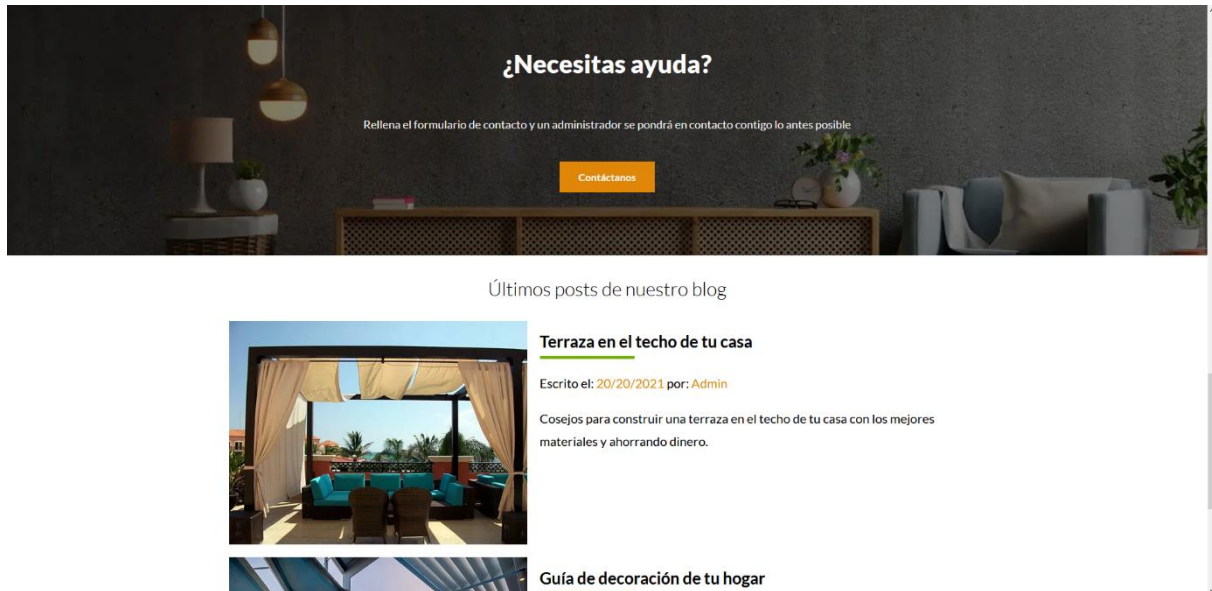 ¿Necesitas ayuda?
Rellena el formulario de contacto y un administrador se pondrá en contacto contigo lo antes posible
Contáctanos
Últimos posts de nuestro blog
Terraza en el techo de tu casa
Escrito el: 20/20/2021 por: Admin
Cosejos para construir una terraza en el techo de tu casa con los mejores
materiales y ahorrando dinero.
Guía de decoración de tu hogar